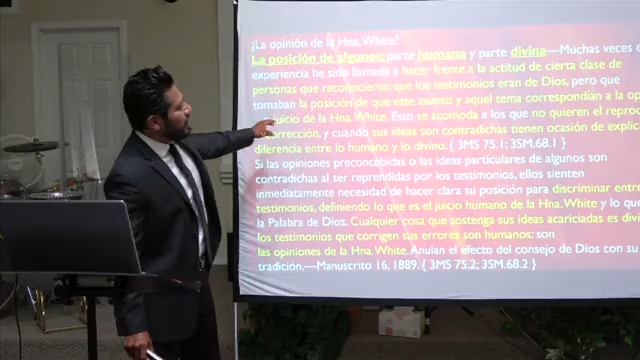 ¿La opinión de la Hna. White?
La posición de algunos: parte humana y parte divina—Muchas veces e
experiencia he sido llamada a hacer frente a la actitud de cierta clase de
personas que reconocieron que los testimonios eran de Dios, pero que
tomaban la posición de que este asunto y aquel tema correspondían a la op
juicio de la Hna. White. Esto se acomoda a los que no quieren el reproc
corrección, y cuando sus ideas son contradichas tienen ocasión de explic
diferencia entre lo humano y lo divino. { 3MS 75.1; 3SM.68.1 }
Si las opiniones preconcebidas o las ideas particulares de algunos son
contradichas al ser reprendidas por los testimonios, ellos sienten
inmediatamente necesidad de hacer clara su posición para discriminar entre
testimonios, definiendo lo que es el juicio humano de la Hna. White y lo que
la Palabra de Dios. Cualquier cosa que sostenga sus ideas acariciadas es divi
los testimonios que corrigen sus errores son humanos: son
las opiniones de la Hna. White. Anulan el efecto del consejo de Dios con su
tradición.—Manuscrito 16, 1889. { 3MS 75.2; 3SM.68.2 }